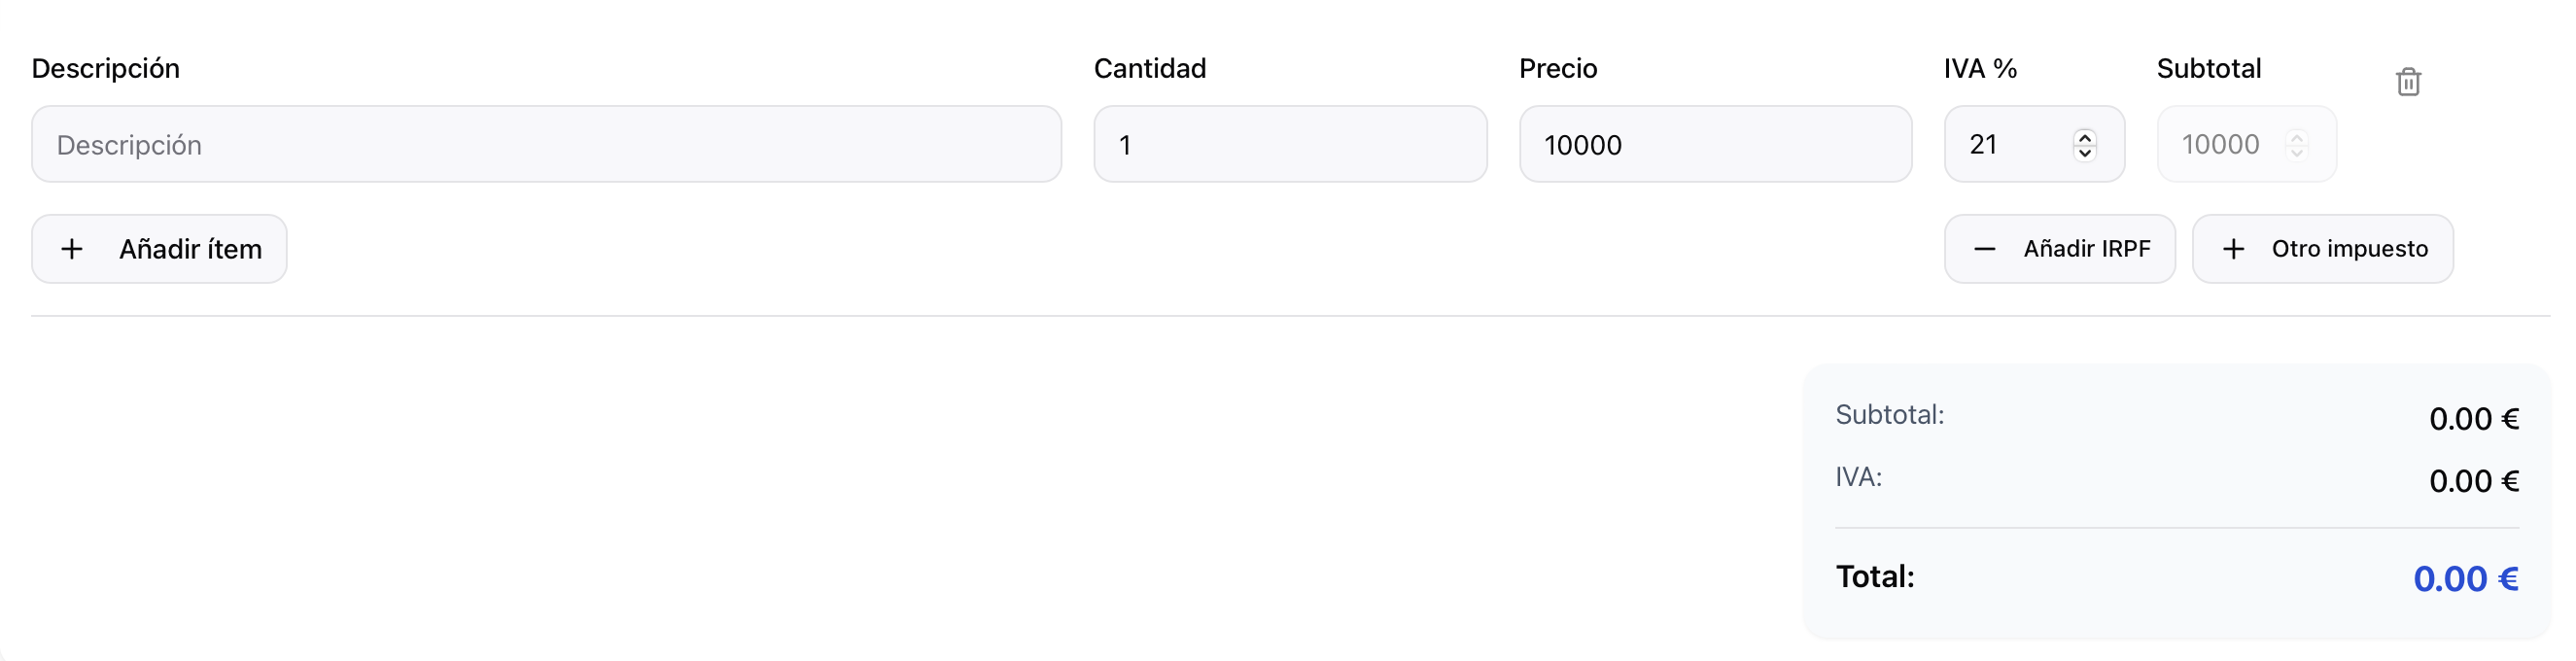 Descripción Cantidad Precio IVA % Subtotal
Descripción 1 10000 21 10000
Añadir ítem Añadir IRPF Otro impuesto
Subtotal: 0.00 €
IVA: 0.00 €
Total: 0.00 €